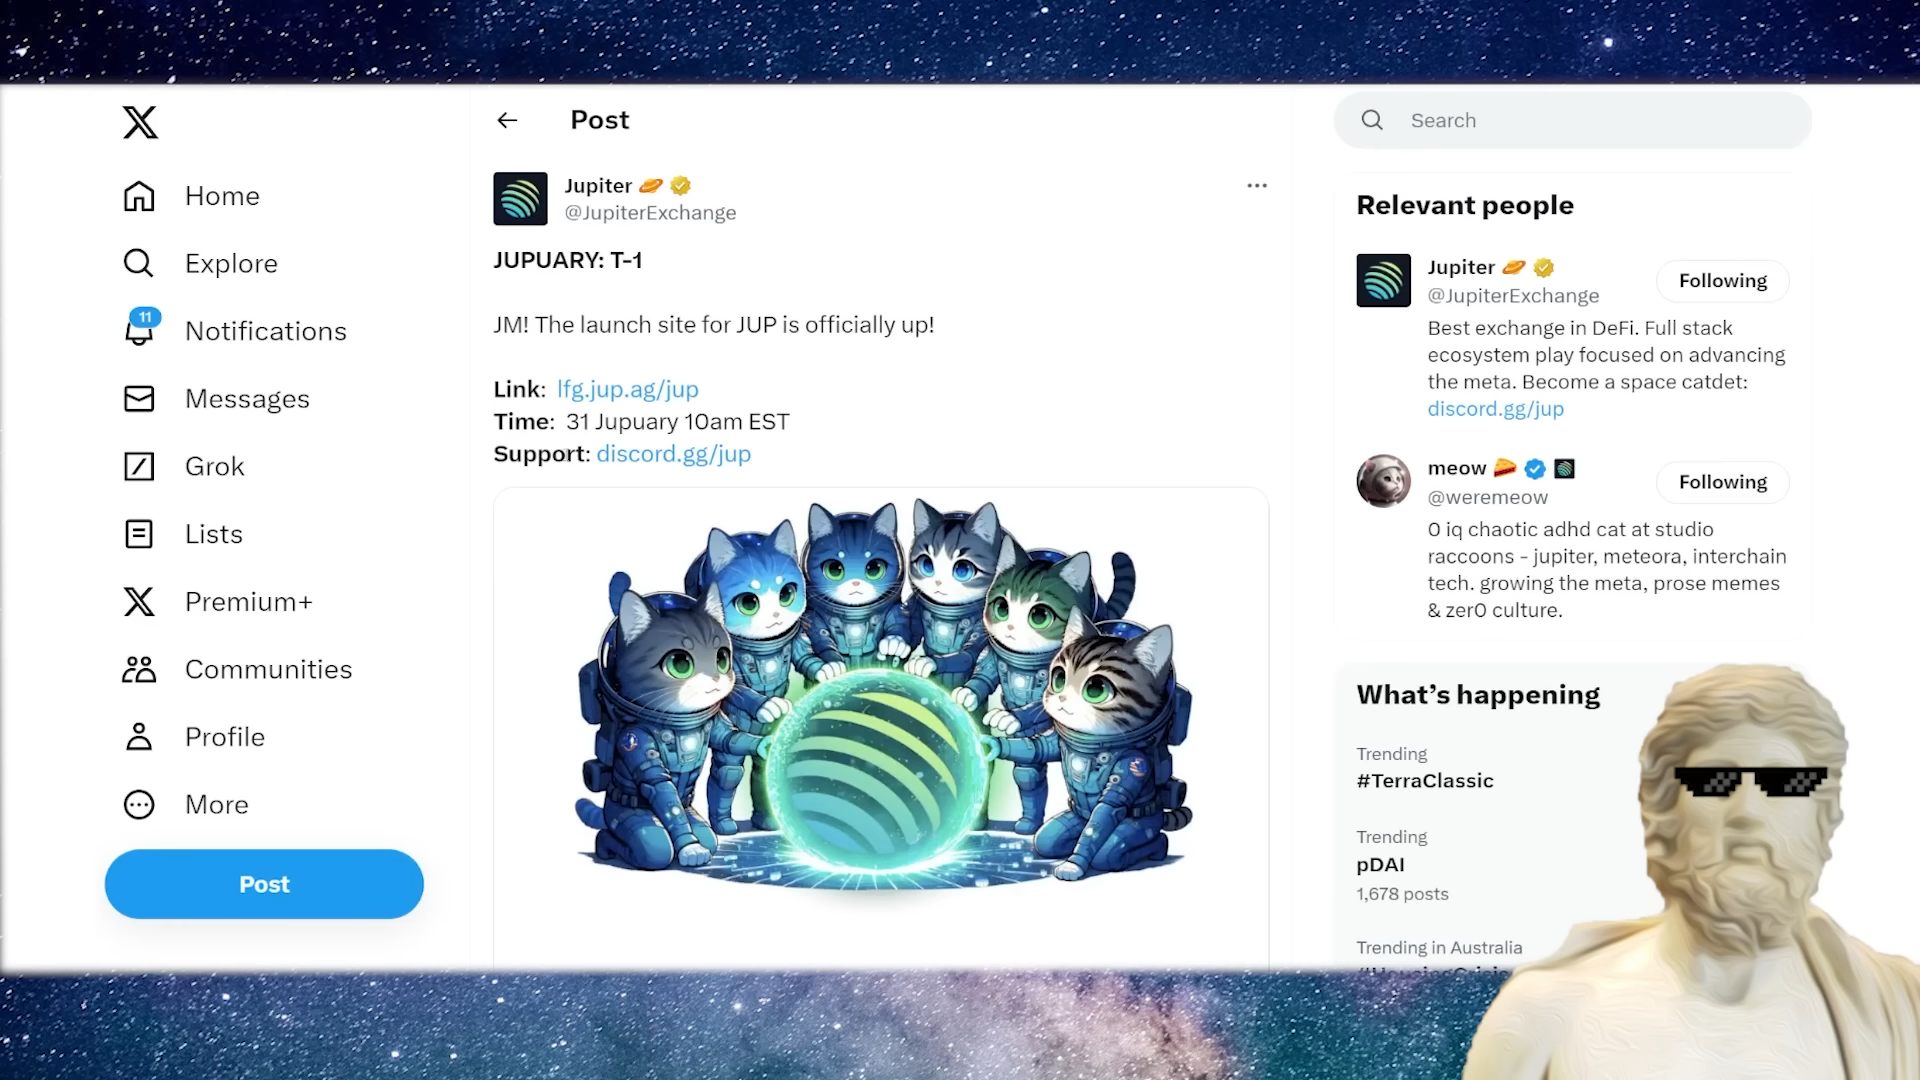 Home
Explore
11
Notifications
Messages
Grok
Lists
Premium+
Communities
Profile
More
Post
Post
Jupiter
@JupiterExchange
JUPUARY: T-1
JM! The launch site for JUP is officially up!
Link: lfg.jup.ag/jup
Time: 31 Jupuary 10am EST
Support: discord.gg/jup
Search
Relevant people
Jupiter
Following
@JupiterExchange
Best exchange in DeFi. Full stack
ecosystem play focused on advancing
the meta. Become a space catdet:
discord.gg/jup
meow
Following
@weremeow
0 iq chaotic adhd cat at studio
raccoons - jupiter, meteora, interchain
tech. growing the meta, prose memes
& zer0 culture.
What's happening
Trending
#TerraClassic
Trending
pDAI
1,678 posts
Trending in Australia